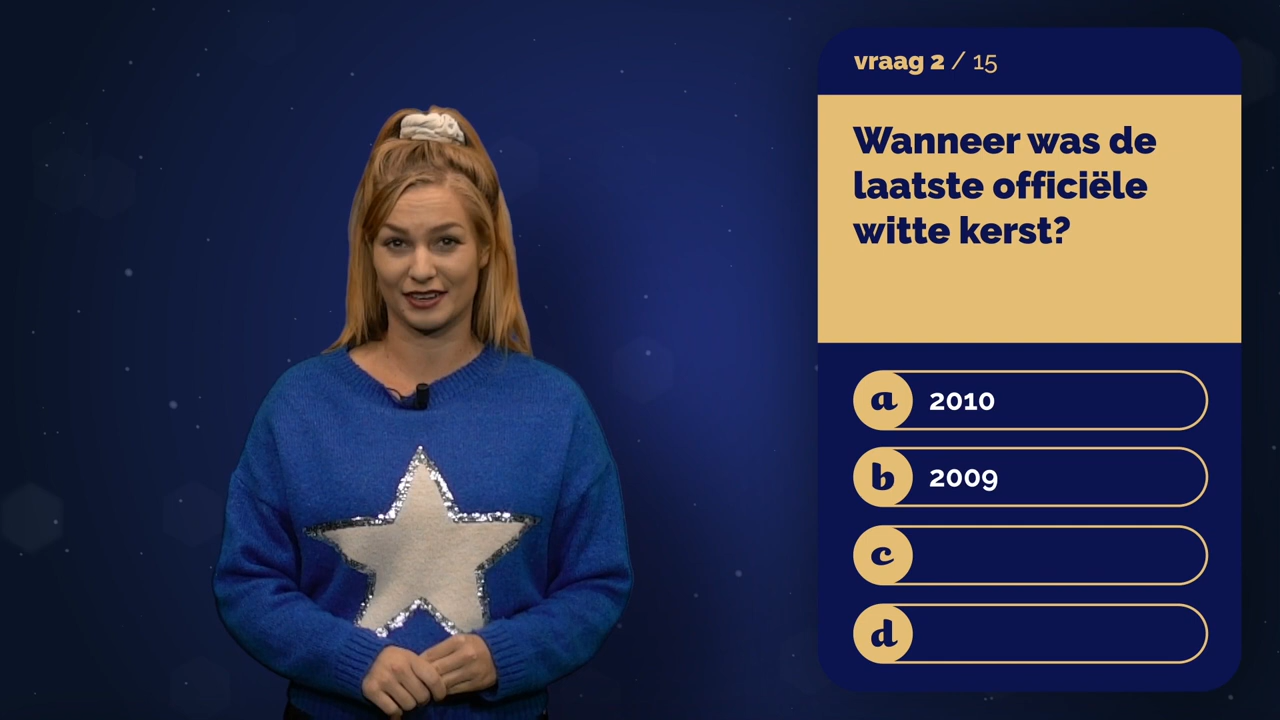 vraag 2 / 15
Wanneer was de
laatste officiële
witte kerst?
a 2010
b 2009
c
d